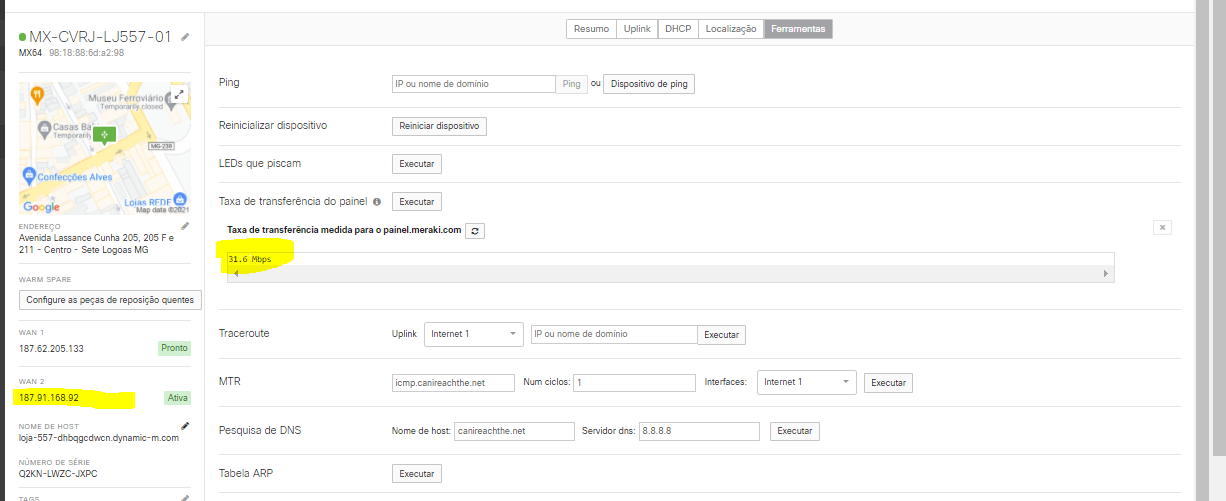 MX-CVRJ-LJ557-01
MX64 98:18:88:6d:a2:98
Museu Ferroviário
Temporarily closed
Casas Ba
Temporarily
MG-238
Confecções Alves
Lojas REDE
Google
Map data ©2021
ENDEREÇO
Avenida Lassance Cunha 205, 205 F e
211 - Centro - Sete Logoas MG
WARM SPARE
Configure as peças de reposição quentes
WAN 1
187.62.205.133 Pronto
WAN 2
187.91.168.92 Ativa
NOME DE HOST
loja-557-dhbqgcdwcn.dynamic-m.com
NÚMERO DE SÉRIE
Q2KN-LWZC-JXPC
TAGS
Resumo Uplink DHCP Localização Ferramentas
Ping IP ou nome de domínio Ping ou Dispositivo de ping
Reinicializar dispositivo Reiniciar dispositivo
LEDs que piscam Executar
Taxa de transferência do painel Executar
Taxa de transferência medida para o painel.meraki.com
31.6 Mbps
Traceroute Uplink Internet 1 IP ou nome de domínio Executar
MTR icmp.canireachthe.net Num ciclos: 1 Interfaces: Internet 1 Executar
Pesquisa de DNS Nome de host: canireachthe.net Servidor dns: 8.8.8.8 Executar
Tabela ARP Executar